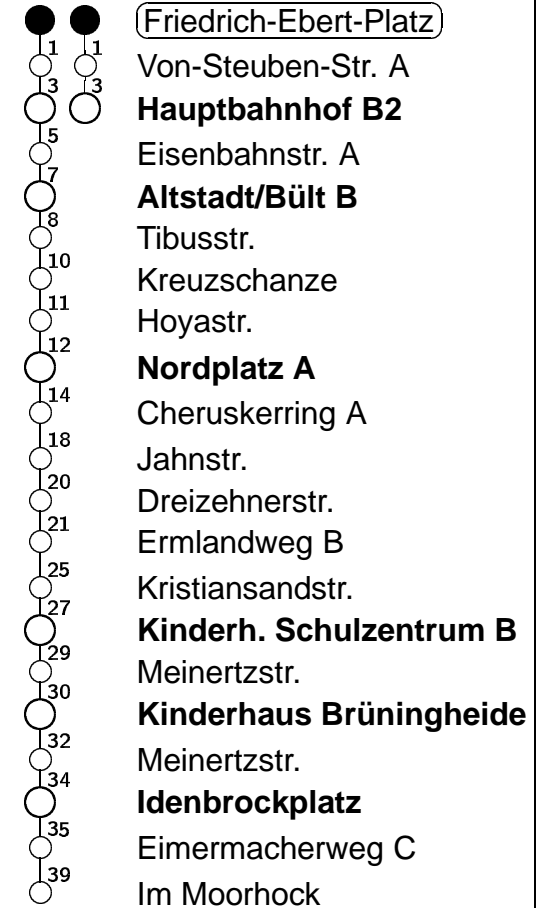 Friedrich-Ebert-Platz
1 1 Von-Steuben-Str. A
3 3 Hauptbahnhof B2
5 Eisenbahnstr. A
7 Altstadt/Bült B
8 Tibusstr.
10 Kreuzschanze
11 Hoyastr.
12 Nordplatz A
14 Cheruskerring A
18 Jahnstr.
20 Dreizehnerstr.
21 Ermlandweg B
25 Kristiansandstr.
27 Kinderh. Schulzentrum B
29 Meinertzstr.
30 Kinderhaus Brüningheide
32 Meinertzstr.
34 Idenbrockplatz
35 Eimermacherweg C
39 Im Moorhock